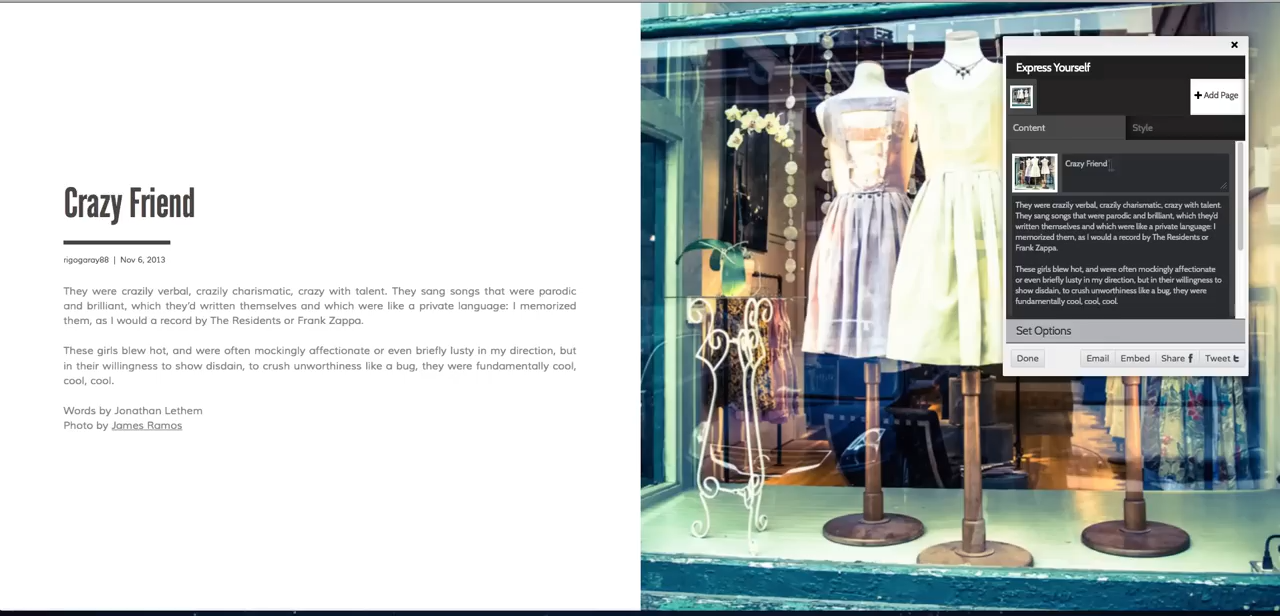 Crazy Friend
rigogaray88 | Nov 6, 2013
They were crazily verbal, crazily charismatic, crazy with talent. They sang songs that were parodic
and brilliant, which they'd written themselves and which were like a private language: I memorized
them, as I would a record by The Residents or Frank Zappa.
These girls blew hot, and were often mockingly affectionate or even briefly lusty in my direction, but
in their willingness to show disdain, to crush unworthiness like a bug, they were fundamentally cool,
cool, cool.
Words by Jonathan Lethem
Photo by James Ramos
Express Yourself
+ Add Page
Content
Style
Crazy Friend
They were crazily verbal, crazily charismatic, crazy with talent.
They sang songs that were parodic and brilliant, which they'd
written themselves and which were like a private language: I
memorized them, as I would a record by The Residents or
Frank Zappa.
These girls blew hot, and were often mockingly affectionate
or even briefly lusty in my direction, but in their willingness to
show disdain, to crush unworthiness like a bug, they were
fundamentally cool, cool, cool.
Set Options
Done
Email
Embed
Share f
Tweet t